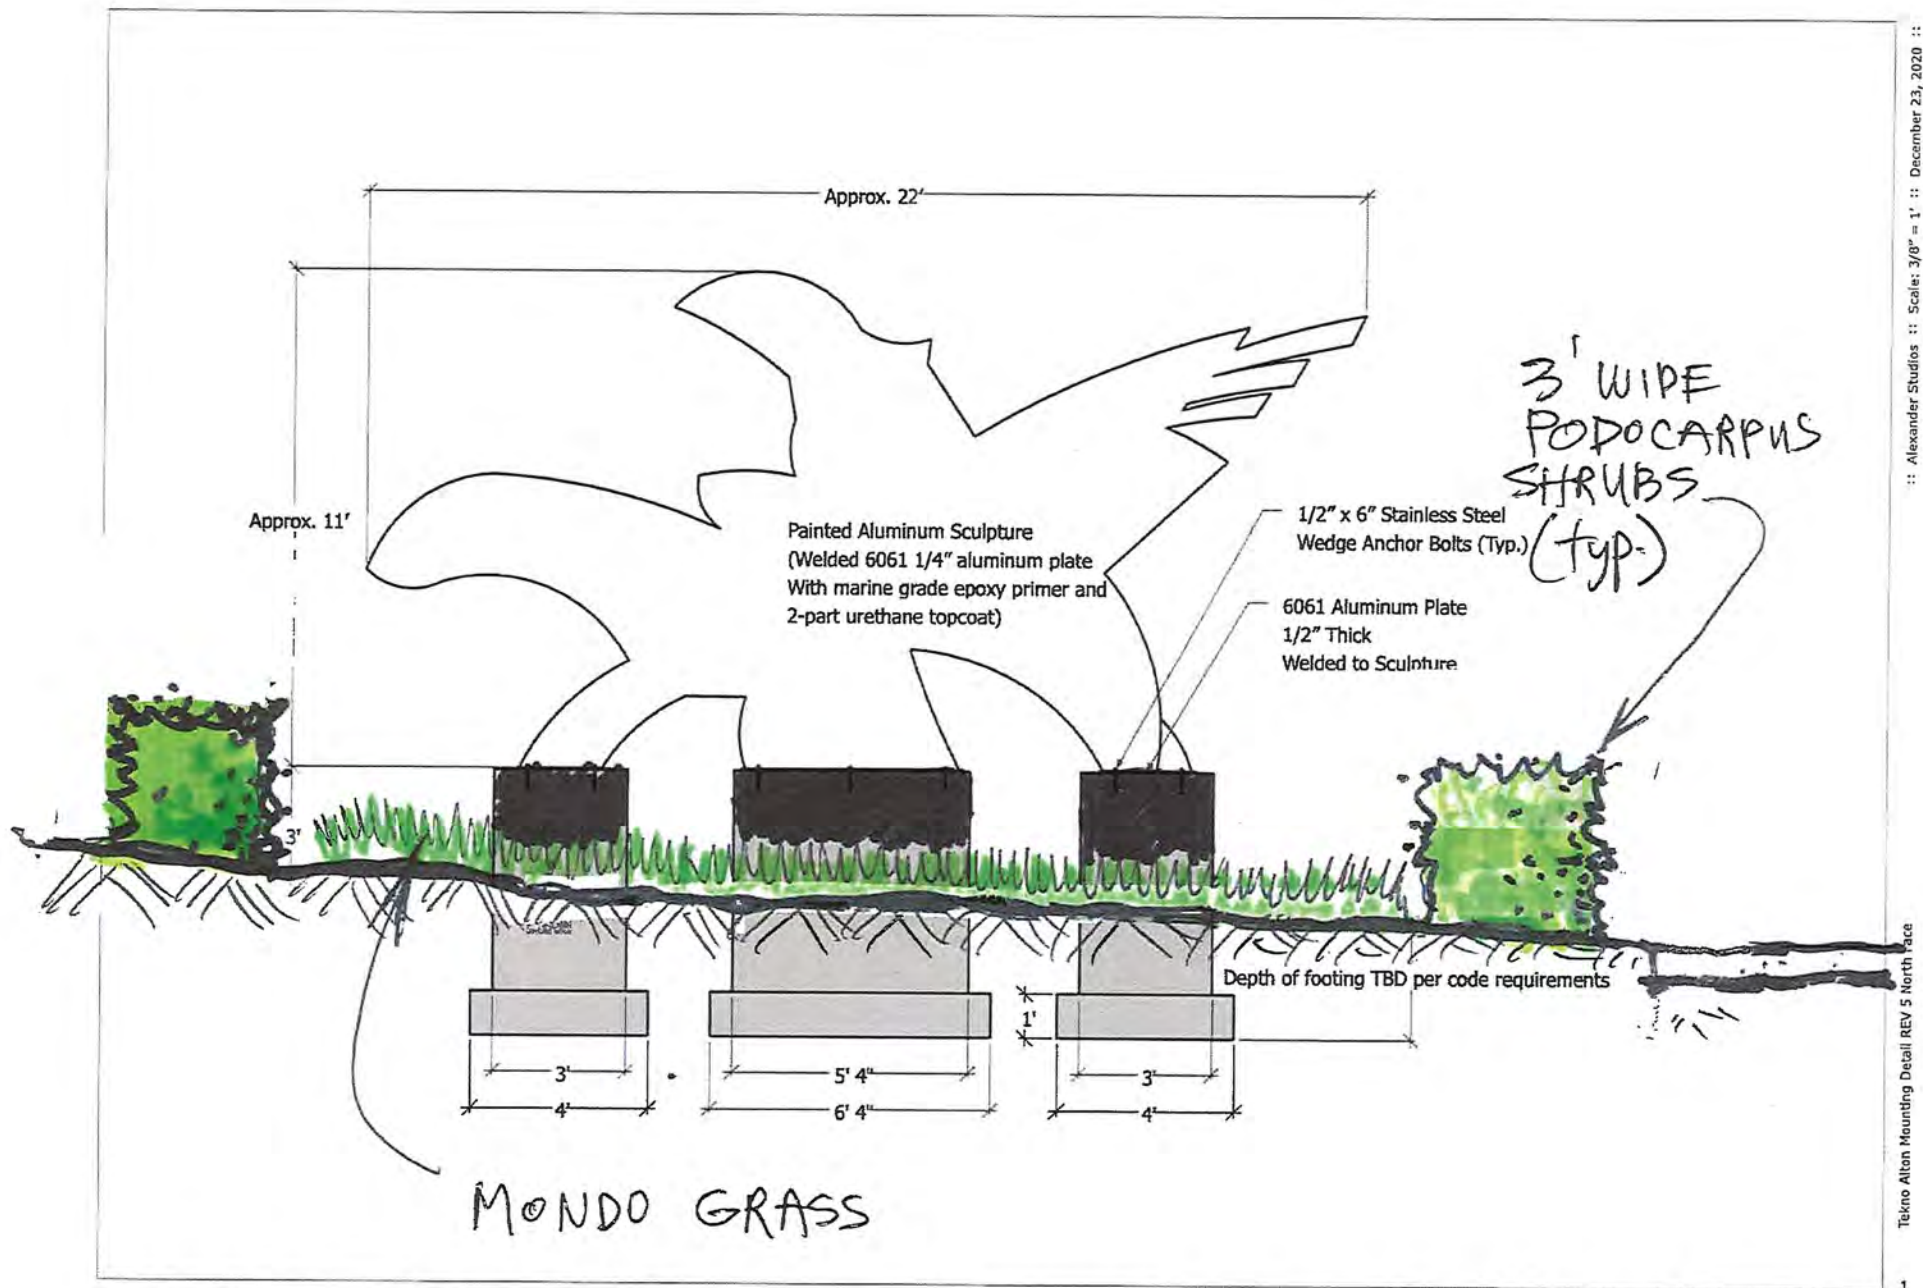 Approx. 22'
Approx. 11'
Painted Aluminum Sculpture
(Welded 6061 1/4" aluminum plate
With marine grade epoxy primer and
2-part urethane topcoat)
1/2" x 6" Stainless Steel
Wedge Anchor Bolts (Typ.)
6061 Aluminum Plate
1/2" Thick
Welded to Sculpture
3' WIDE
PODOCARPUS
SHRUBS
(typ.)
3'
Depth of footing TBD per code requirements
1'
3'
4'
5' 4"
6' 4"
3'
4'
MONDO GRASS
:: Alexander Studios :: Scale: 3/8" = 1' :: December 23, 2020 ::
Tekno Alton Mounting Detail REV 5 North Face
1